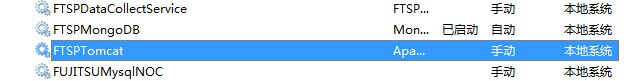 FTSPDataCollectService FTSP... 手动 本地系统
FTSPMongoDB Mon... 已启动 自动 本地系统
FTSPTomcat Apa... 手动 本地系统
FUJITSUMysqlNOC 手动 本地系统